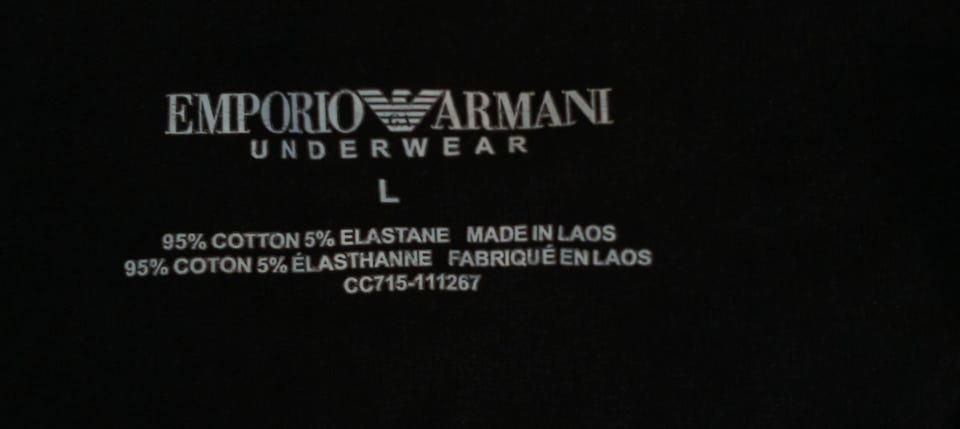 EMPORIO ARMANI
UNDERWEAR
L
95% COTTON 5% ELASTANE MADE IN LAOS
95% COTON 5% ÉLASTHANNE FABRIQUÉ EN LAOS
CC715-111267